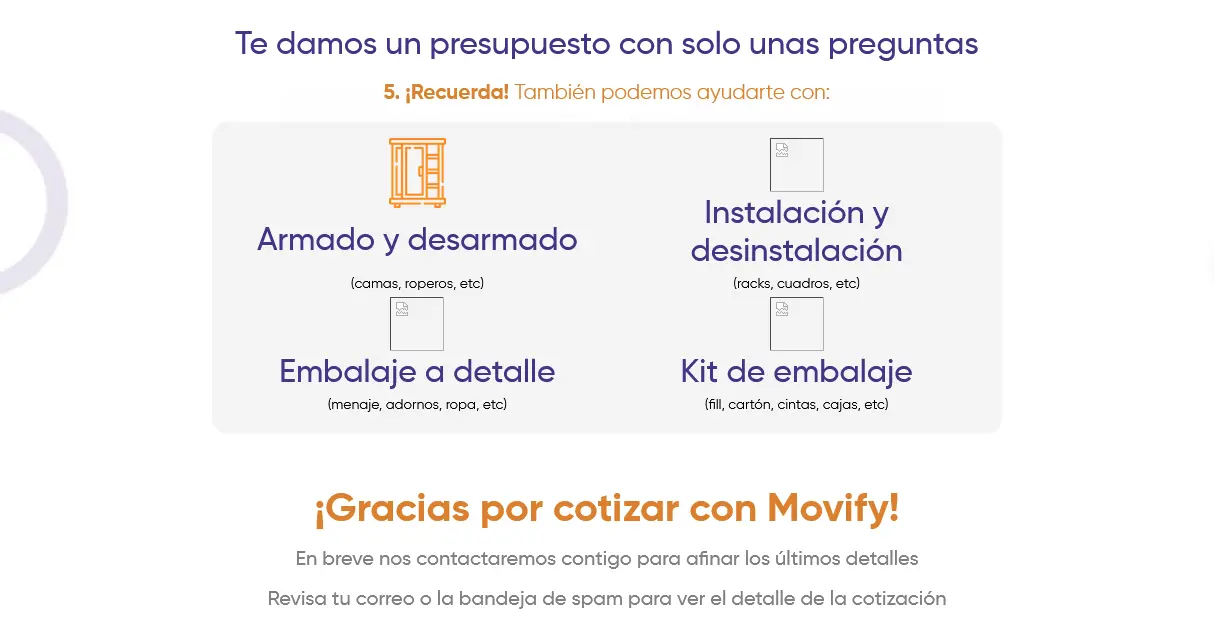 Te damos un presupuesto con solo unas preguntas
5. ¡Recuerda! También podemos ayudarte con:
Armado y desarmado
(camas, roperos, etc)
Instalación y
desinstalación
(racks, cuadros, etc)
Embalaje a detalle
(menaje, adornos, ropa, etc)
Kit de embalaje
(fill, cartón, cintas, cajas, etc)
¡Gracias por cotizar con Movify!
En breve nos contactaremos contigo para afinar los últimos detalles
Revisa tu correo o la bandeja de spam para ver el detalle de la cotización